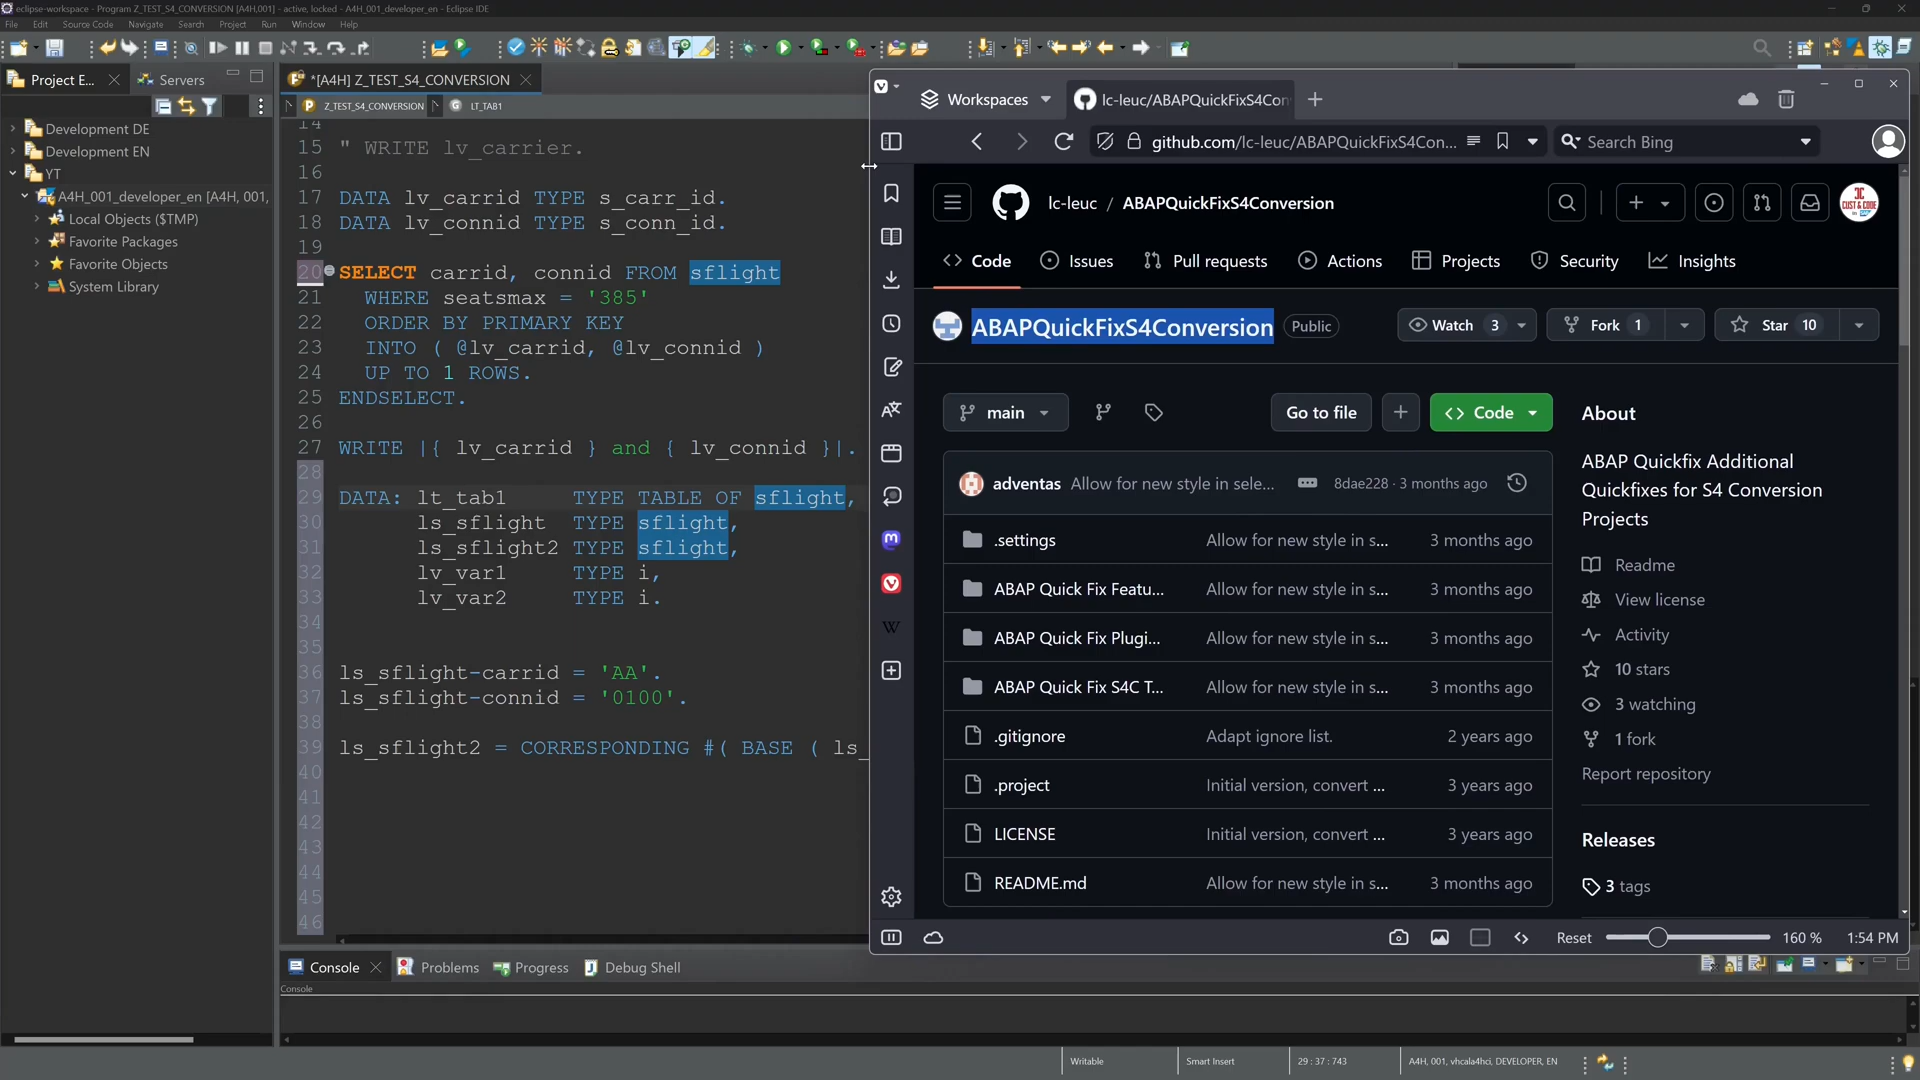 eclipse-workspace - Program Z_TEST_S4_CONVERSION [A4H,001] - active, locked - A4H_001_developer_en - Eclipse IDE
File Edit Source Code Navigate Search Project Run Window Help
Project E... Servers
Development DE
Development EN
YT
A4H_001_developer_en [A4H, 001,
Local Objects ($TMP)
Favorite Packages
Favorite Objects
System Library
*[A4H] Z_TEST_S4_CONVERSION
Z_TEST_S4_CONVERSION LT_TAB1
14
15 " WRITE lv_carrier.
16
17 DATA lv_carrid TYPE s_carr_id.
18 DATA lv_connid TYPE s_conn_id.
19
20 SELECT carrid, connid FROM sflight
21 WHERE seatsmax = '385'
22 ORDER BY PRIMARY KEY
23 INTO ( @lv_carrid, @lv_connid )
24 UP TO 1 ROWS.
25 ENDSELECT.
26
27 WRITE |{ lv_carrid } and { lv_connid }|.
28
29 DATA: lt_tab1 TYPE TABLE OF sflight,
30 ls_sflight TYPE sflight,
31 ls_sflight2 TYPE sflight,
32 lv_var1 TYPE i,
33 lv_var2 TYPE i.
34
35
36 ls_sflight-carrid = 'AA'.
37 ls_sflight-connid = '0100'.
38
39 ls_sflight2 = CORRESPONDING #( BASE ( ls_
40
41
42
43
44
45
46
Console Problems Progress Debug Shell
Console
Writable Smart Insert 29 : 37 : 743 A4H, 001, vhcala4hci, DEVELOPER, EN
Workspaces lc-leuc/ABAPQuickFixS4Con
github.com/lc-leuc/ABAPQuickFixS4Con... Search Bing
lc-leuc / ABAPQuickFixS4Conversion
CUST & CODE
Code Issues Pull requests Actions Projects Security Insights
ABAPQuickFixS4Conversion Public Watch 3 Fork 1 Star 10
main Go to file Code
adventas Allow for new style in sele... 8dae228 · 3 months ago
.settings Allow for new style in s... 3 months ago
ABAP Quick Fix Featu... Allow for new style in s... 3 months ago
ABAP Quick Fix Plugi... Allow for new style in s... 3 months ago
ABAP Quick Fix S4C T... Allow for new style in s... 3 months ago
.gitignore Adapt ignore list. 2 years ago
.project Initial version, convert ... 3 years ago
LICENSE Initial version, convert ... 3 years ago
README.md Allow for new style in s... 3 months ago
About
ABAP Quickfix Additional
Quickfixes for S4 Conversion
Projects
Readme
View license
Activity
10 stars
3 watching
1 fork
Report repository
Releases
3 tags
Reset 160 % 1:54 PM